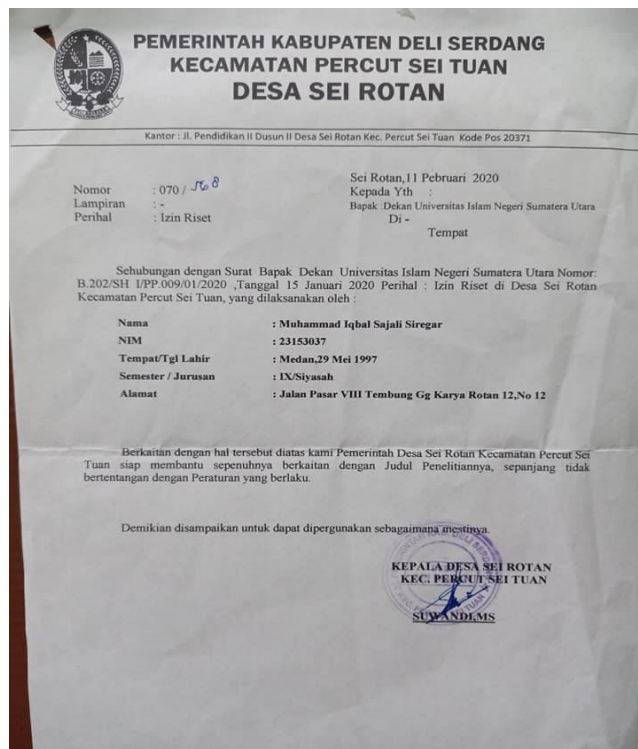 PEMERINTAH KABUPATEN DELI SERDANG
KECAMATAN PERCUT SEI TUAN
DESA SEI ROTAN
Kantor : Jl. Pendidikan II Dusun II Desa Sei Rotan Kec. Percut Sei Tuan Kode Pos 20371
Sei Rotan,11 Pebruari 2020
Kepada Yth :
Bapak :Dekan Universitas Islam Negeri Sumatera Utara
Di -
Tempat
Nomor : 070 /
Lampiran : -
Perihal : Izin Riset
Sehubungan dengan Surat Bapak Dekan Universitas Islam Negeri Sumatera Utara Nomor:
B.202/SH I/PP.009/01/2020 ,Tanggal 15 Januari 2020 Perihal : Izin Riset di Desa Sei Rotan
Kecamatan Percut Sei Tuan, yang dilaksanakan oleh :
Nama : Muhammad Iqbal Sajali Siregar
NIM : 23153037
Tempat/Tgl Lahir : Medan,29 Mei 1997
Semester / Jurusan : IX/Siyasah
Alamat : Jalan Pasar VIII Tembung Gg Karya Rotan 12,No 12
Berkaitan dengan hal tersebut diatas kami Pemerintah Desa Sei Rotan Kecamatan Percut Sei
Tuan siap membantu sepenuhnya berkaitan dengan Judul Penelitiannya, sepanjang tidak
bertentangan dengan Peraturan yang berlaku.
Demikian disampaikan untuk dapat dipergunakan sebagaimana mestinya.
KEPALA DESA SEI ROTAN
KEC. PERCUT SEI TUAN
SUWANDI,MS